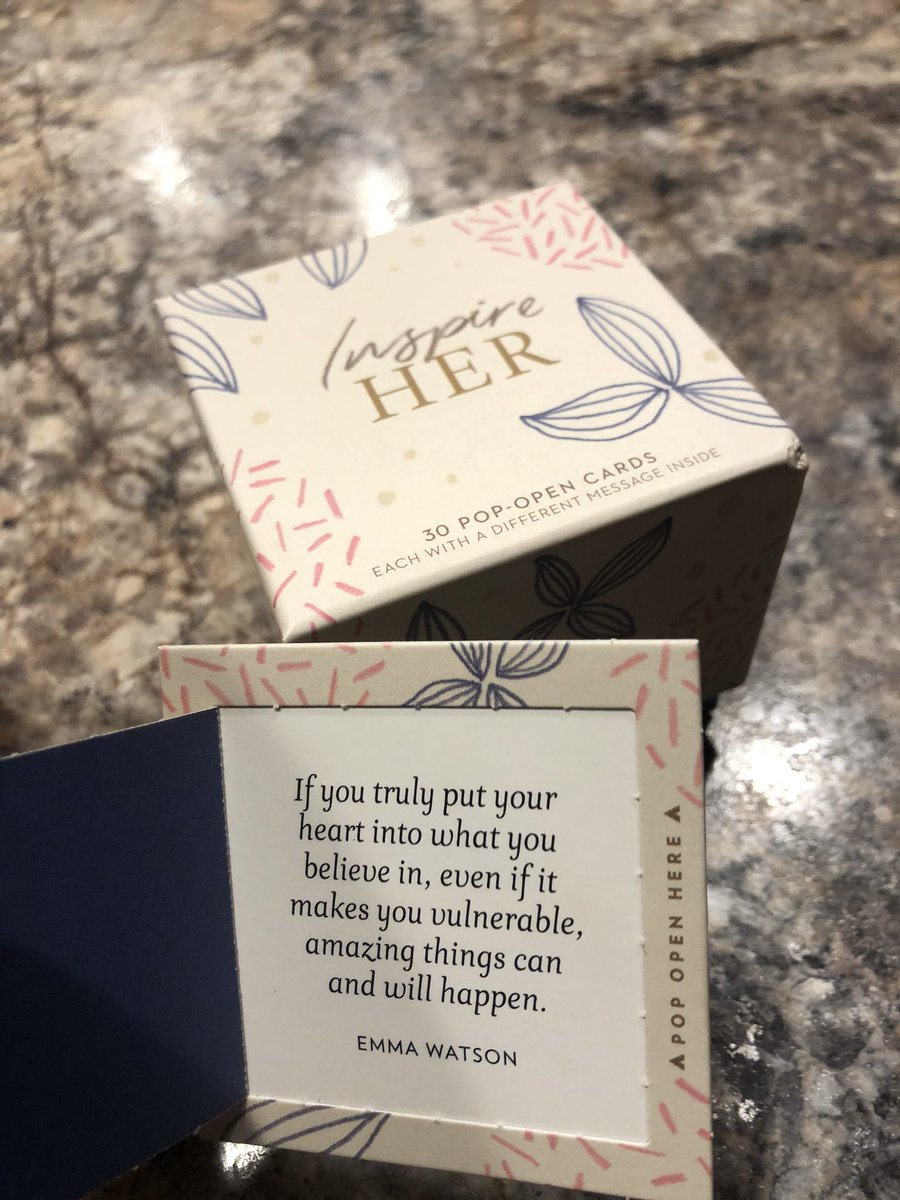 Inspire
HER
30 POP-OPEN CARDS
EACH WITH A DIFFERENT MESSAGE INSIDE
If you truly put your
heart into what you
believe in, even if it
makes you vulnerable,
amazing things can
and will happen.
EMMA WATSON
POP OPEN HERE